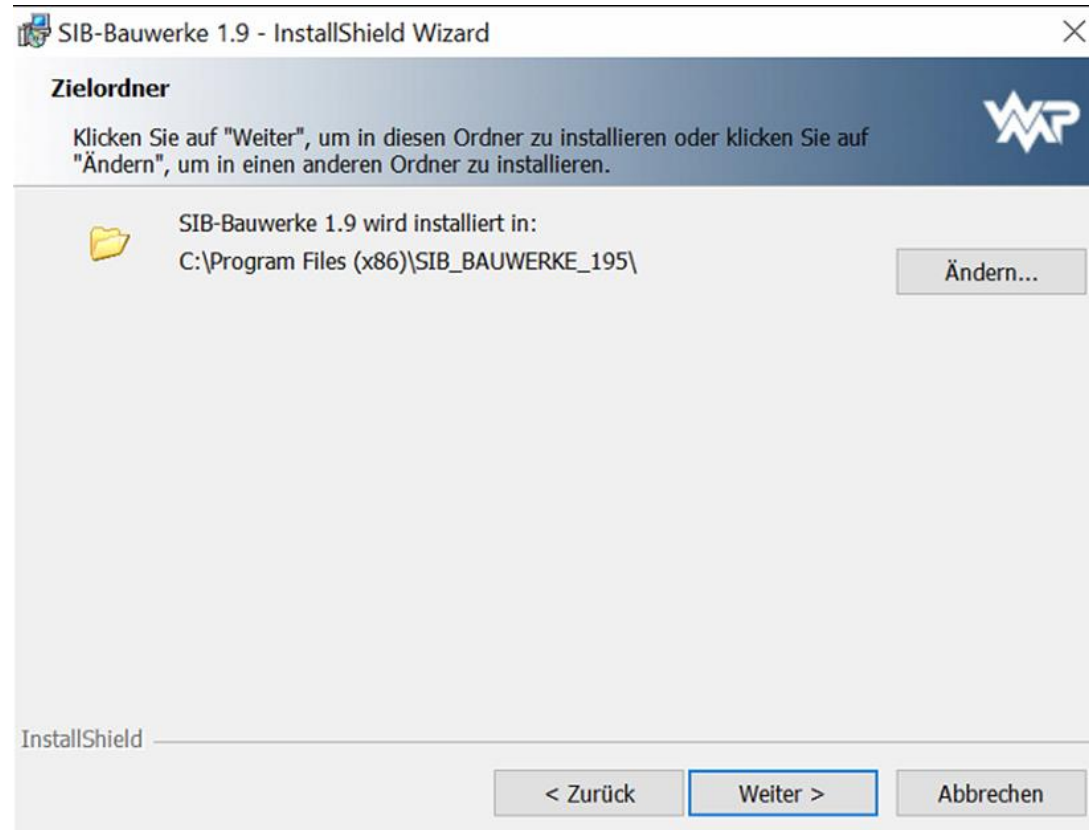 SIB-Bauwerke 1.9 - InstallShield Wizard
Zielordner
Klicken Sie auf "Weiter", um in diesen Ordner zu installieren oder klicken Sie auf
"Ändern", um in einen anderen Ordner zu installieren.
WMP
SIB-Bauwerke 1.9 wird installiert in:
C:\Program Files (x86)\SIB_BAUWERKE_195\
Ändern...
InstallShield
< Zurück
Weiter >
Abbrechen